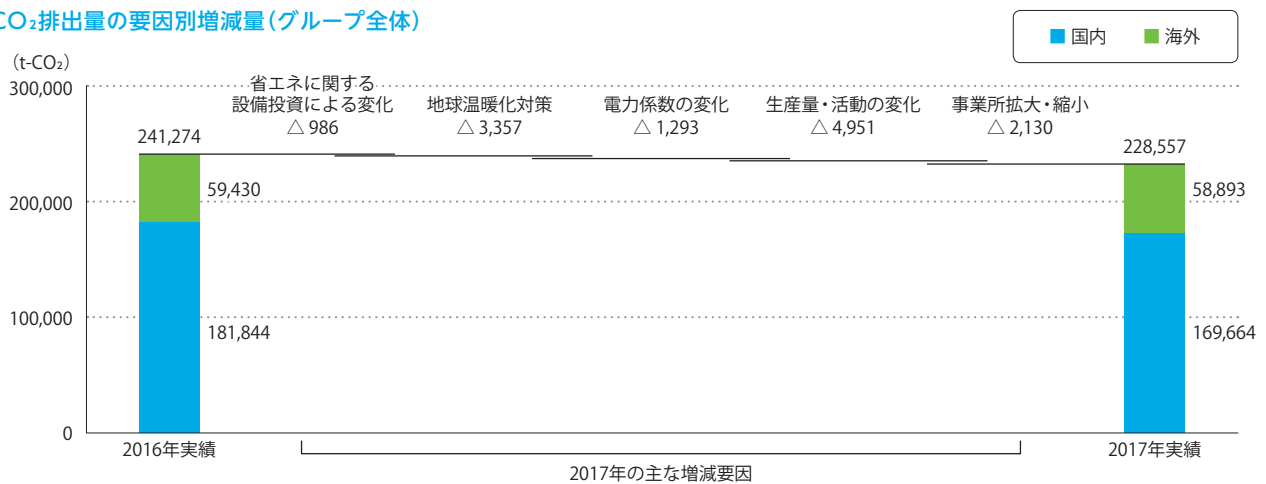 CO₂排出量の要因別増減量(グループ全体)
国内
海外
(t-CO₂)
300,000
200,000
100,000
0
省エネに関する
設備投資による変化
△ 986
地球温暖化対策
△ 3,357
電力係数の変化
△ 1,293
生産量・活動の変化
△ 4,951
事業所拡大・縮小
△ 2,130
241,274
59,430
181,844
228,557
58,893
169,664
2016年実績
2017年実績
2017年の主な増減要因